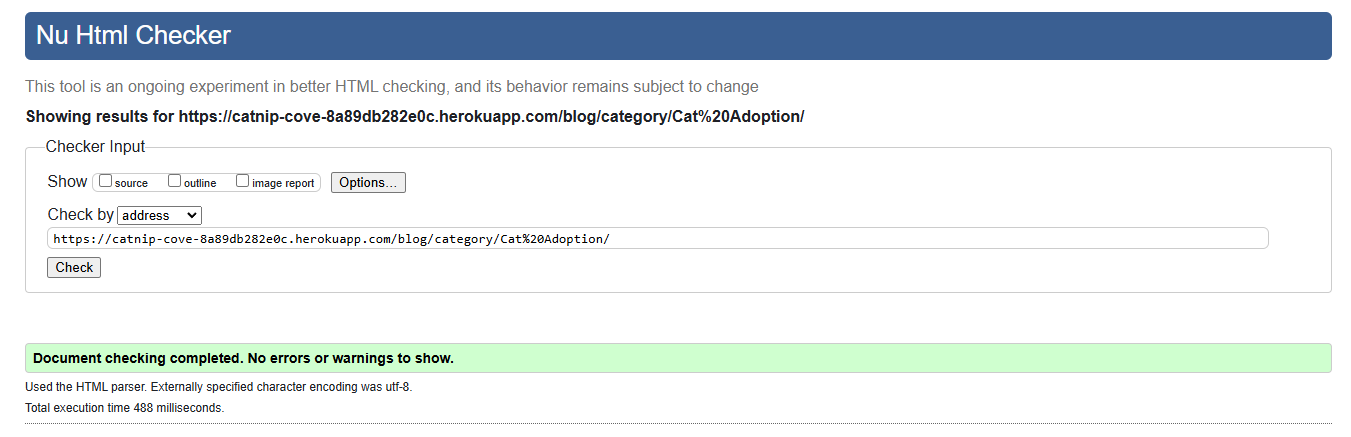 Nu Html Checker
This tool is an ongoing experiment in better HTML checking, and its behavior remains subject to change
Showing results for https://catnip-cove-8a89db282e0c.herokuapp.com/blog/category/Cat%20Adoption/
Checker Input
Show source outline image report Options...
Check by address
https://catnip-cove-8a89db282e0c.herokuapp.com/blog/category/Cat%20Adoption/
Check
Document checking completed. No errors or warnings to show.
Used the HTML parser. Externally specified character encoding was utf-8.
Total execution time 488 milliseconds.